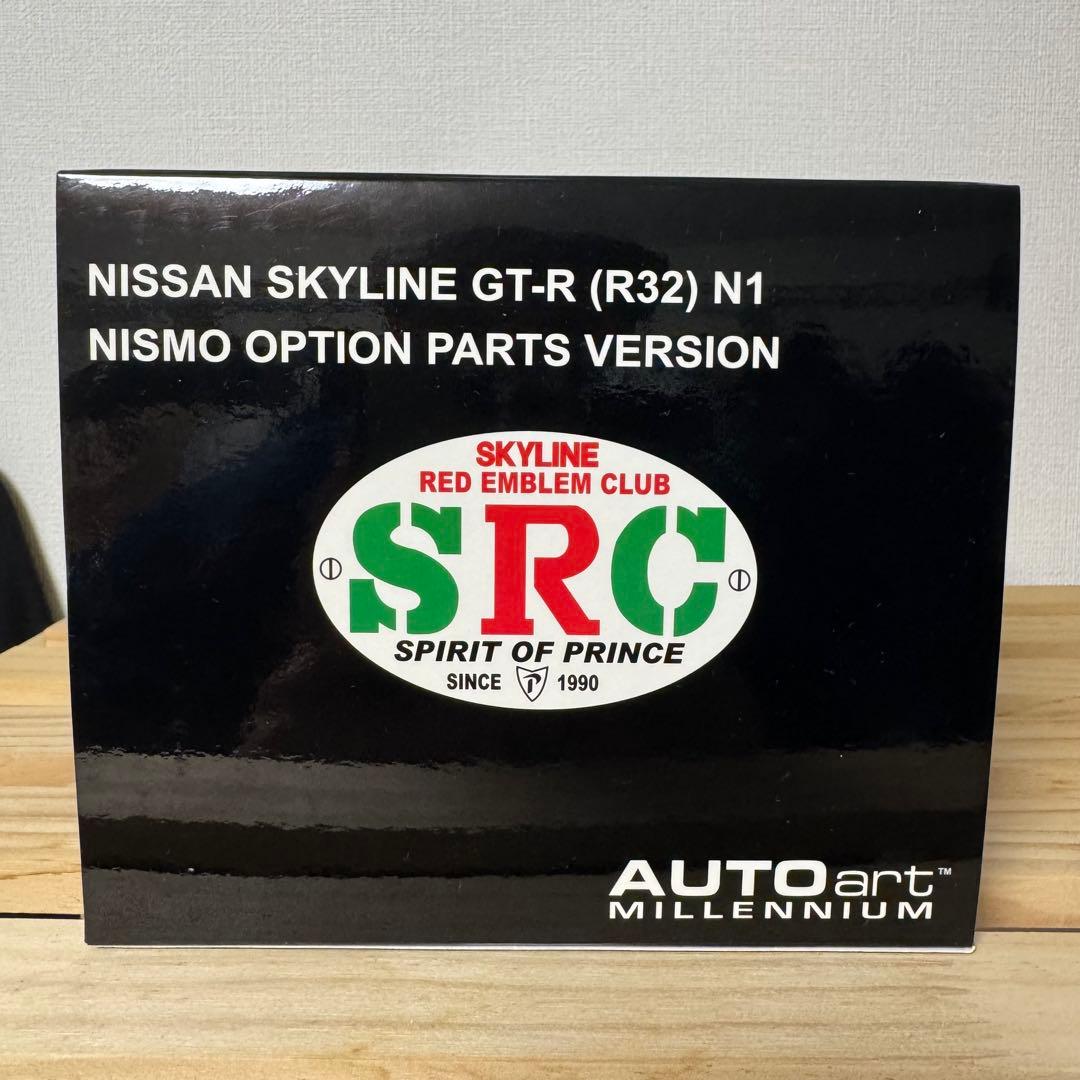 NISSAN SKYLINE GT-R (R32) N1
NISMO OPTION PARTS VERSION
SKYLINE
RED EMBLEM CLUB
SRC
SPIRIT OF PRINCE
SINCE P 1990
AUTOart™
MILLENNIUM